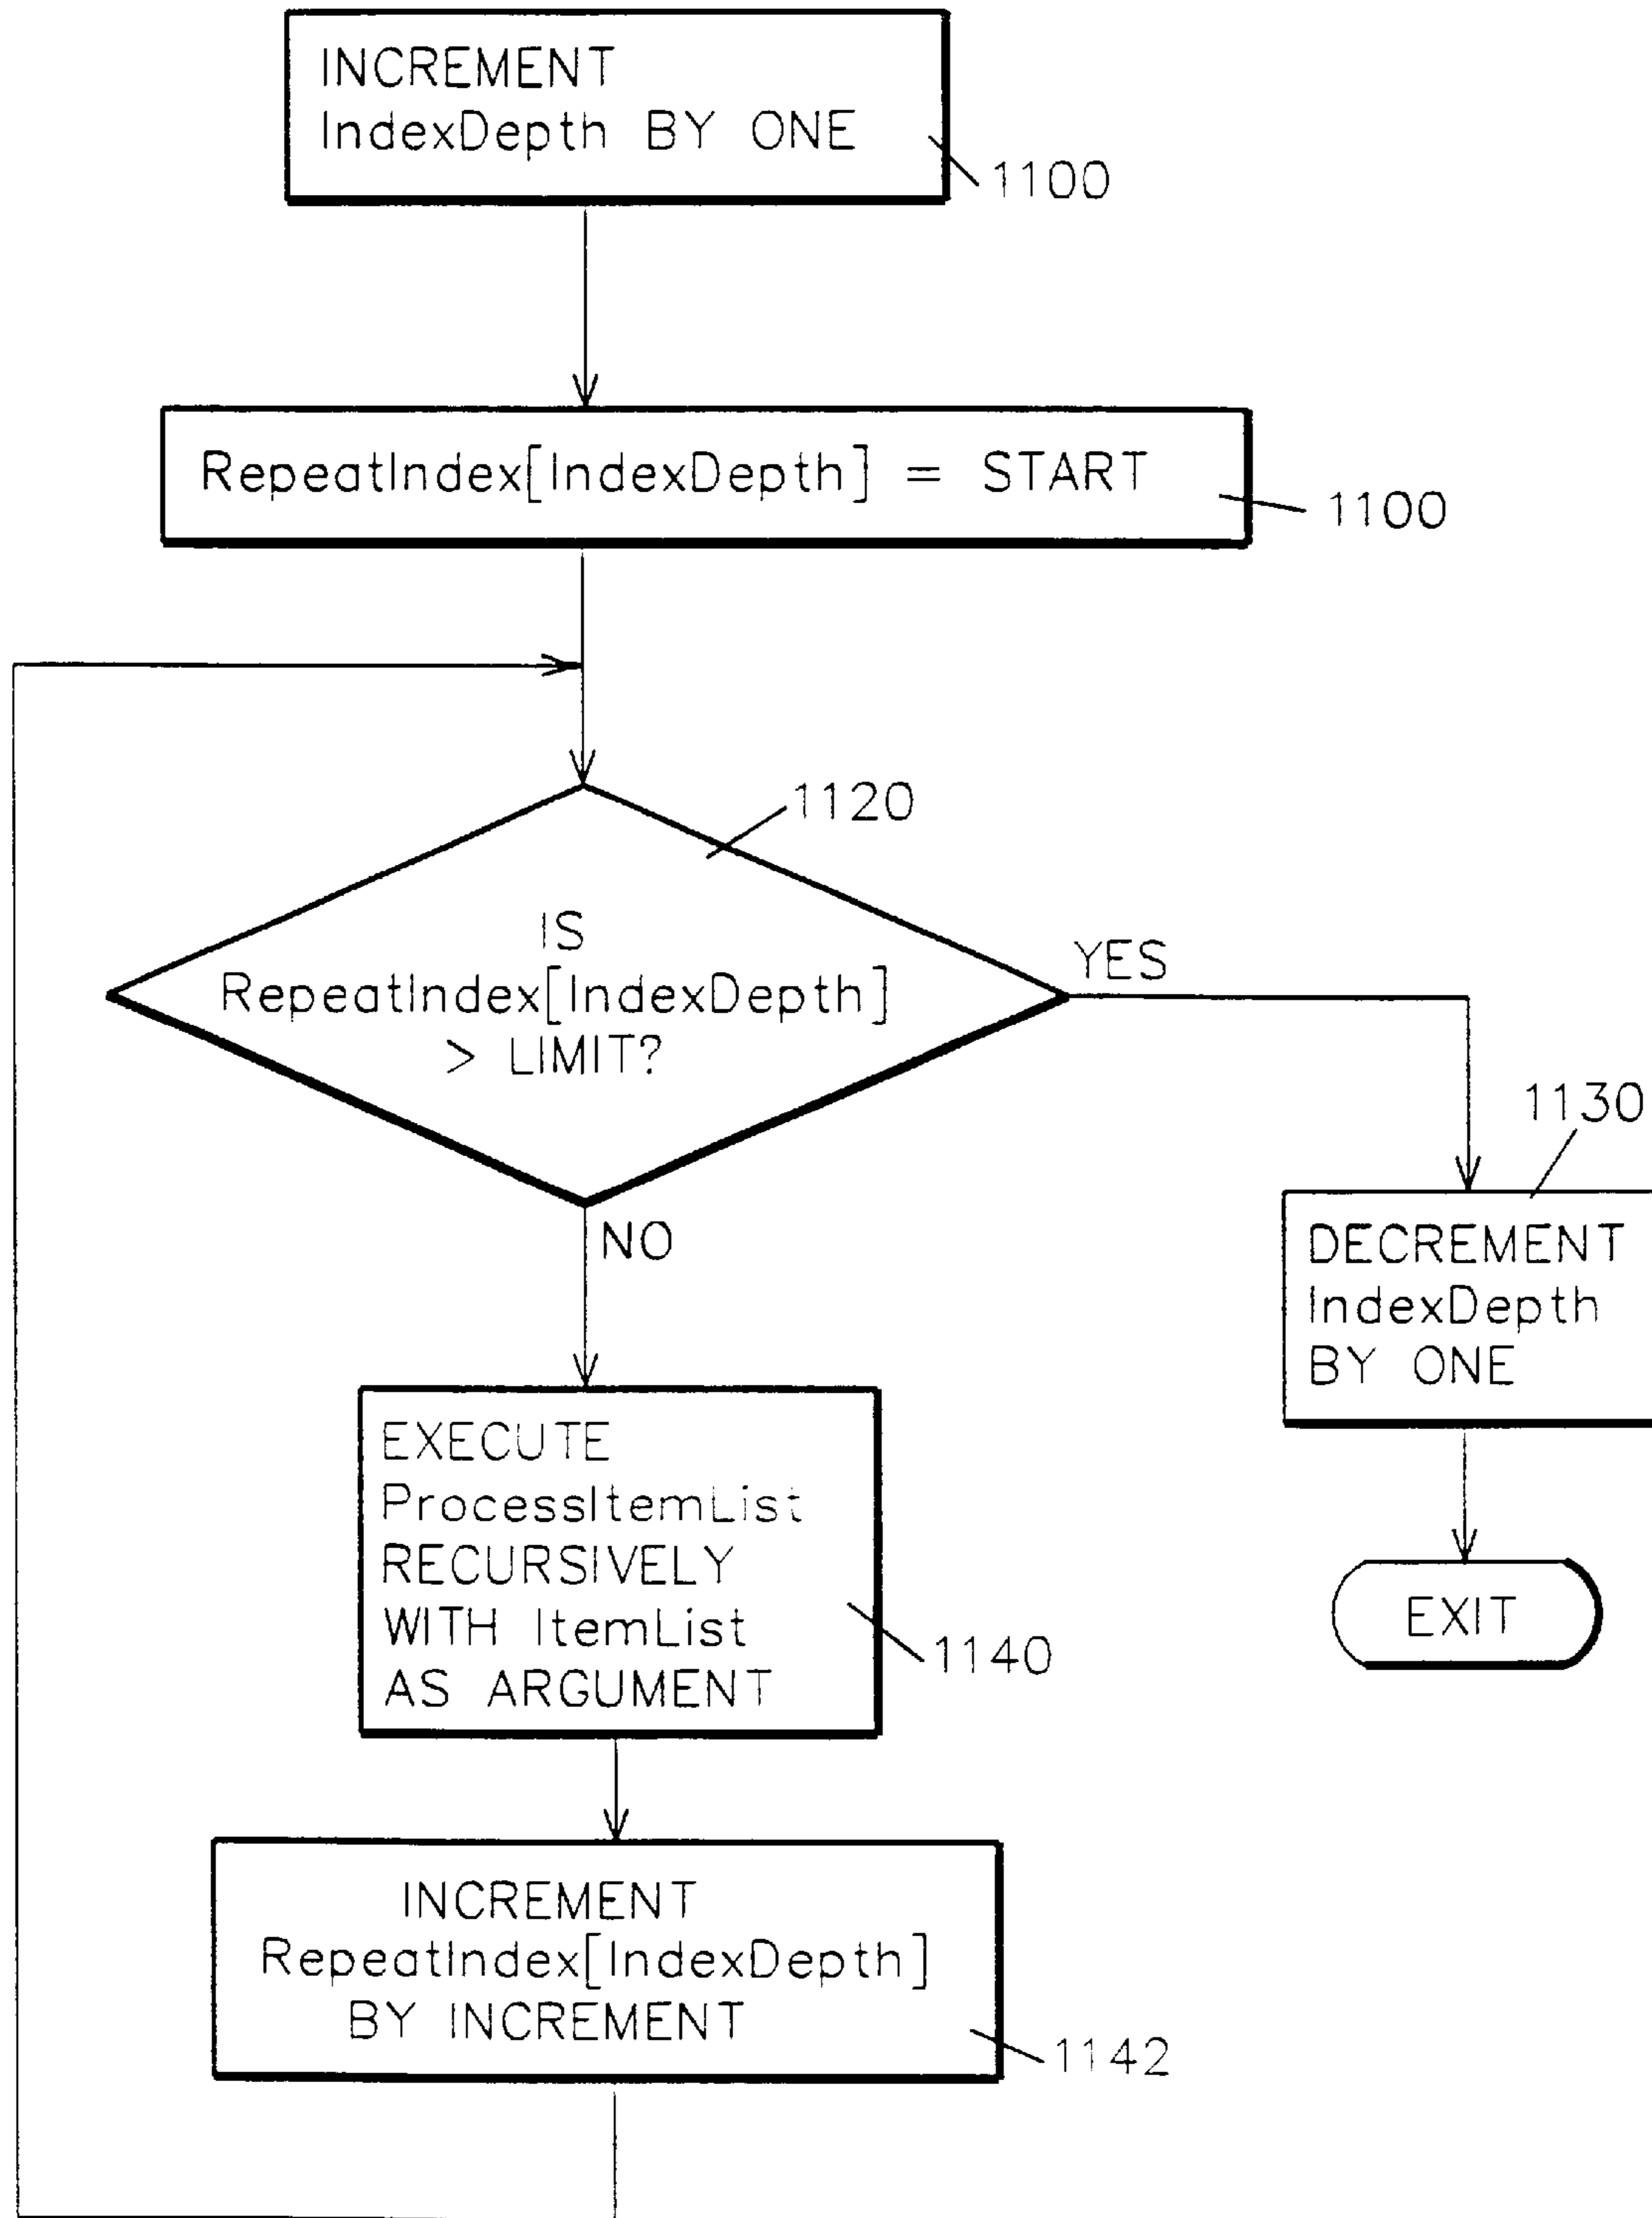 INCREMENT
IndexDepth BY ONE
1100
RepeatIndex[IndexDepth] = START
1100
1120
IS
RepeatIndex[IndexDepth]
> LIMIT?
YES
NO
1130
DECREMENT
IndexDepth
BY ONE
EXIT
EXECUTE
ProcessItemList
RECURSIVELY
WITH ItemList
AS ARGUMENT
1140
INCREMENT
RepeatIndex[IndexDepth]
BY INCREMENT
1142